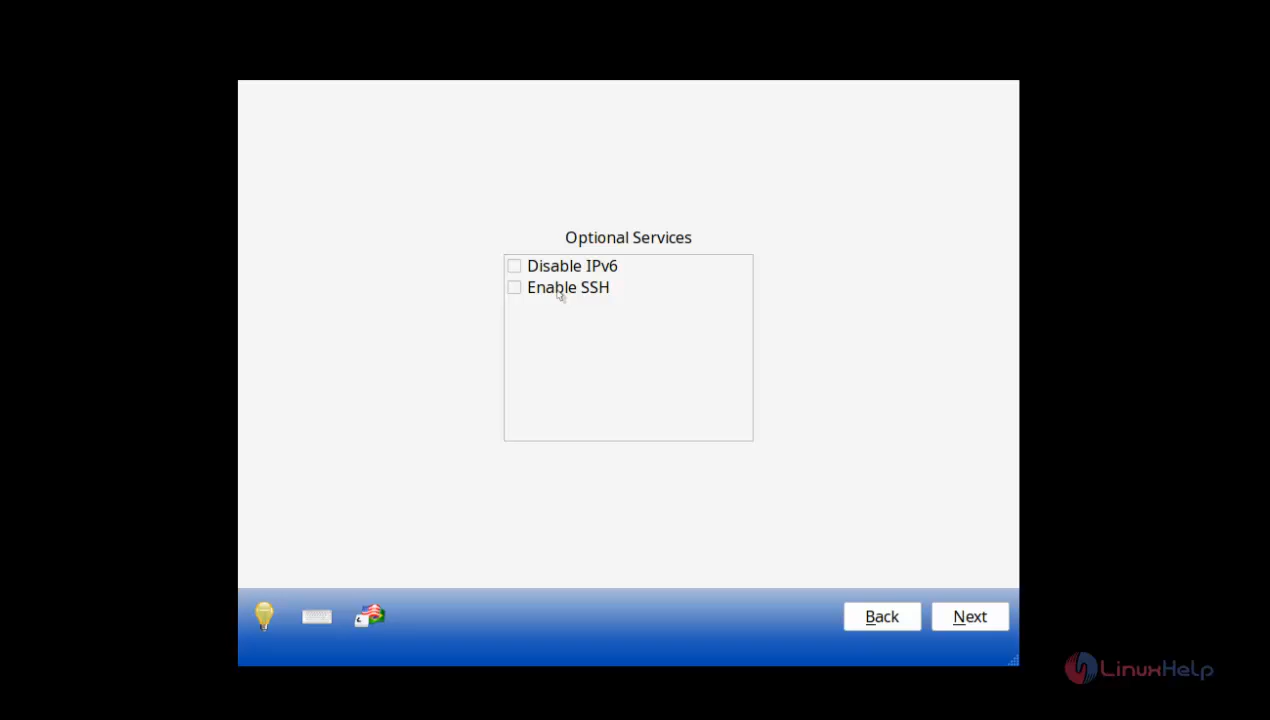 Optional Services
Disable IPv6
Enable SSH
Back
Next
LinuxHelp